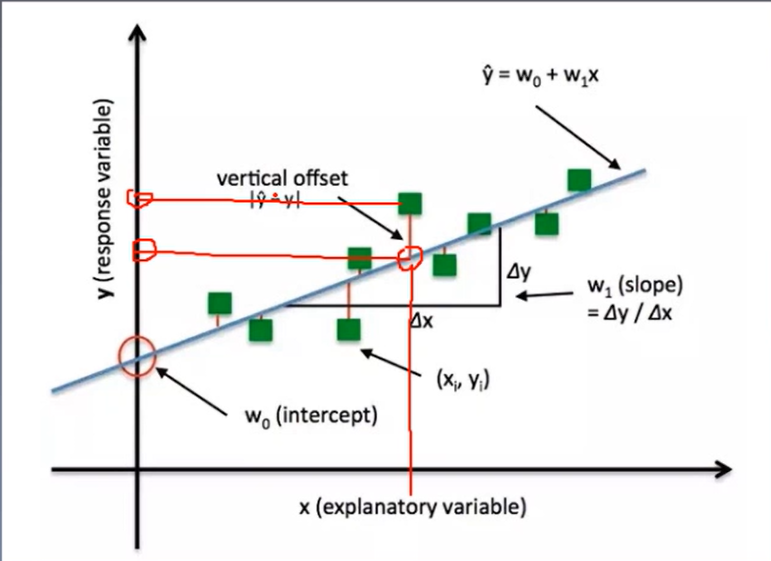 ŷ = w₀ + w₁x
vertical offset
|ŷ - y|
y (response variable)
Δy
w₁ (slope)
= Δy / Δx
Δx
(xᵢ, yᵢ)
w₀ (intercept)
x (explanatory variable)